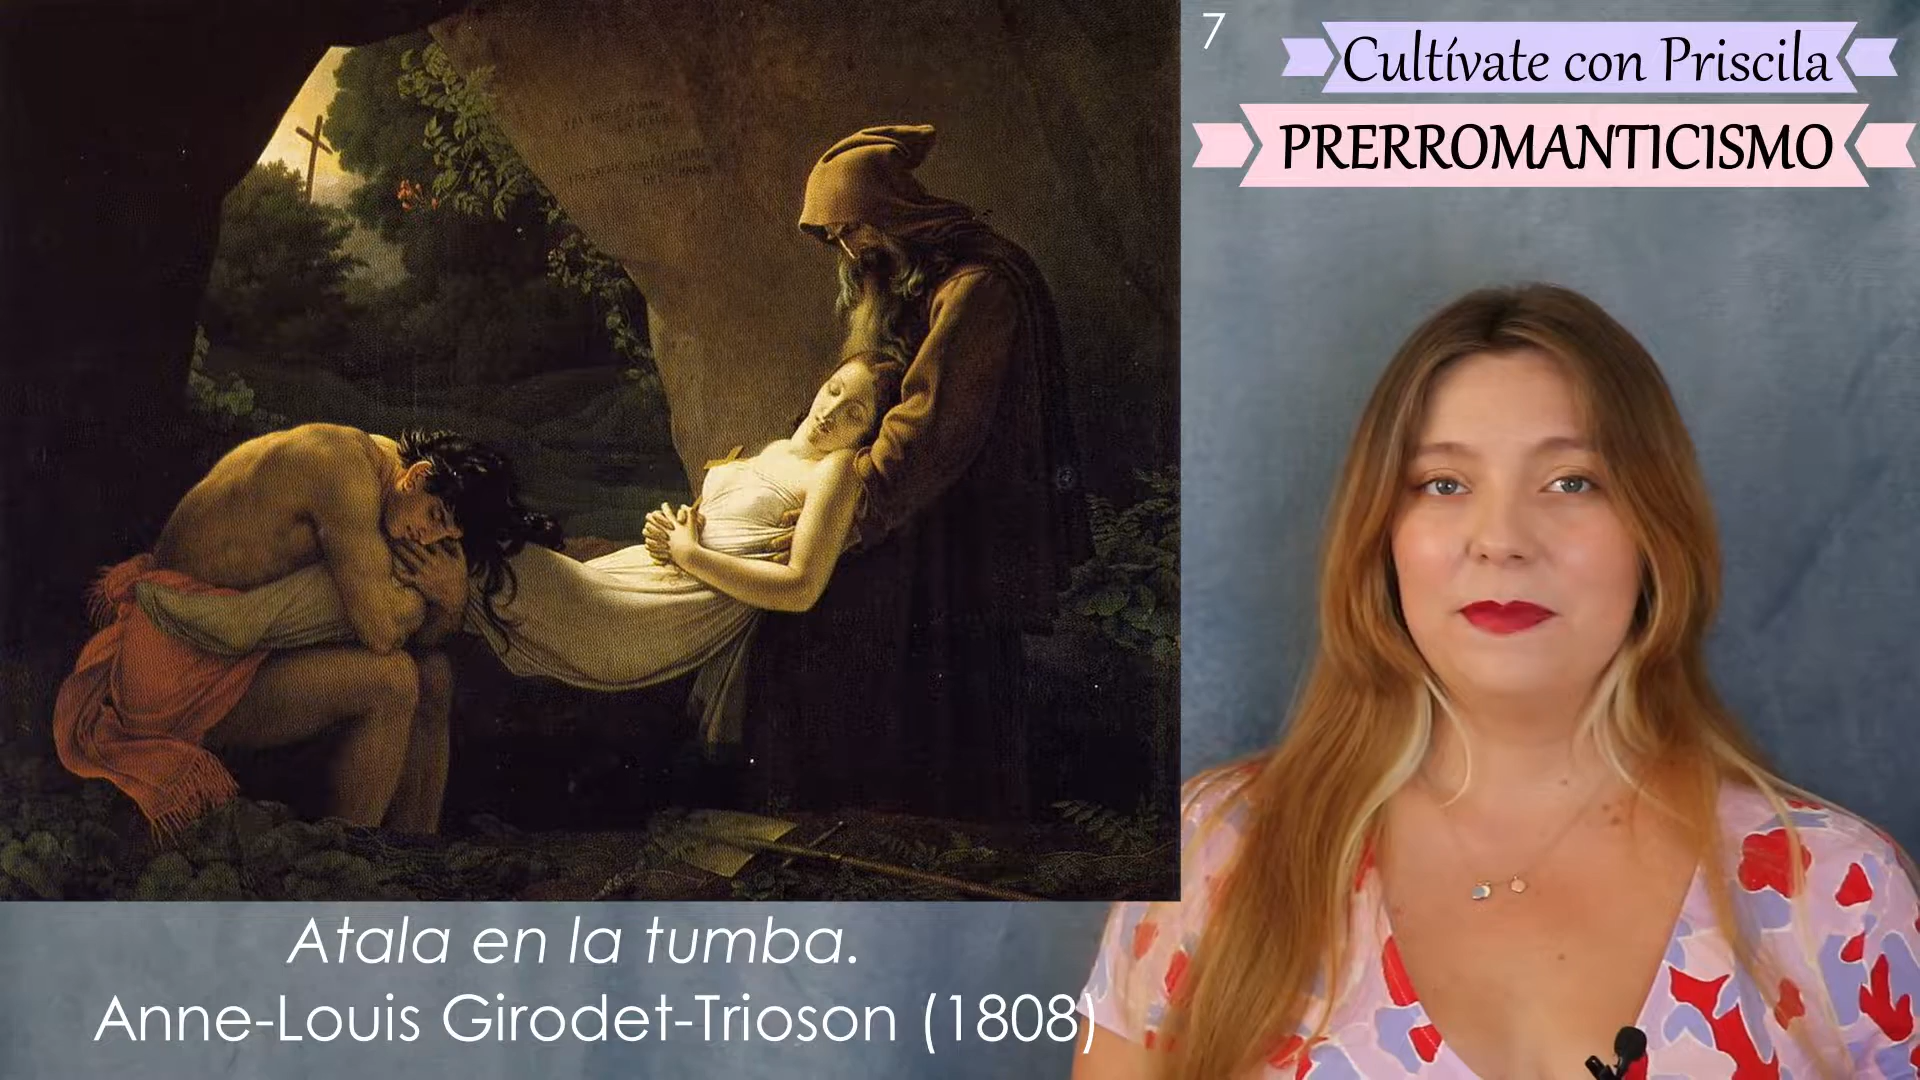 7
Cultívate con Priscila
PRERROMANTICISMO
Atala en la tumba.
Anne-Louis Girodet-Trioson (1808)